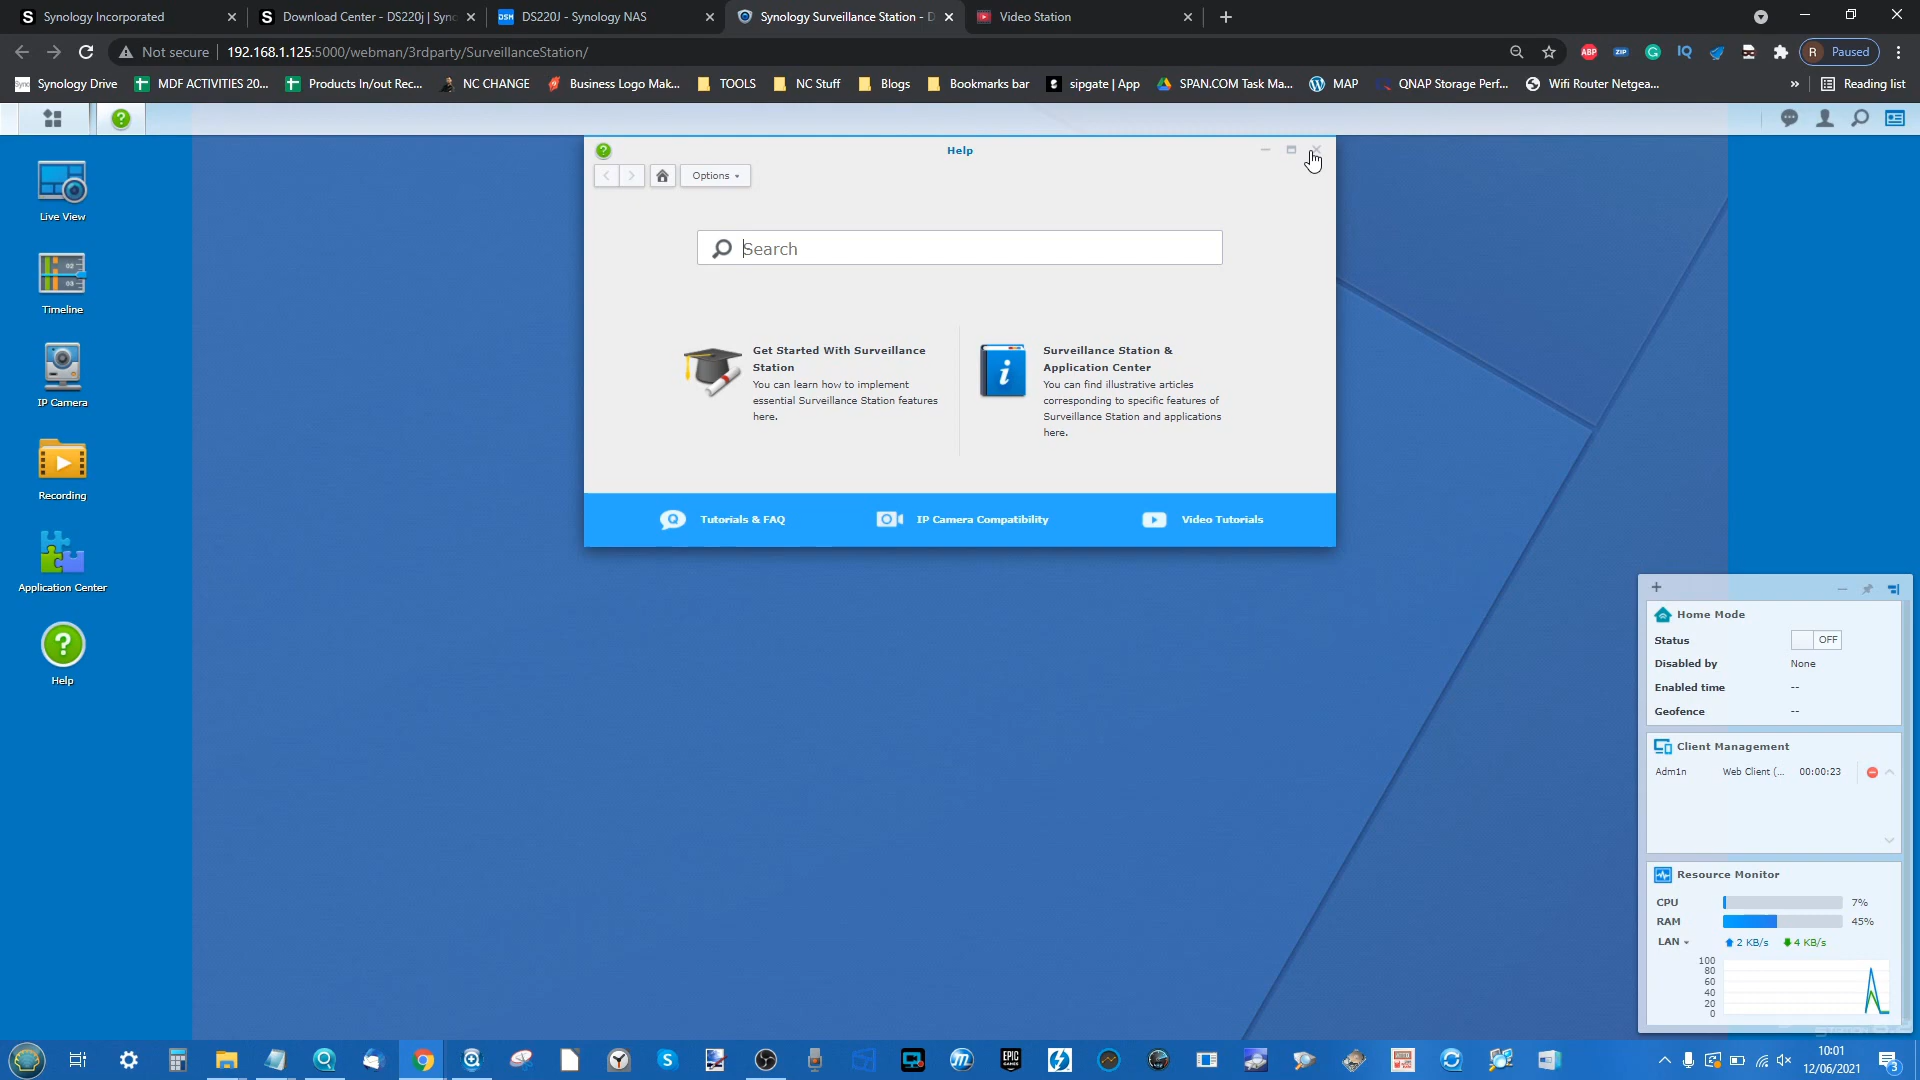 Synology Incorporated
Download Center - DS220j | Sync
DS220J - Synology NAS
Synology Surveillance Station - D
Video Station
Not secure
192.168.1.125:5000/webman/3rdparty/SurveillanceStation/
ABP
ZIP
IQ
R
Paused
Synology Drive
MDF ACTIVITIES 20...
Products In/out Rec...
NC CHANGE
Business Logo Mak...
TOOLS
NC Stuff
Blogs
Bookmarks bar
sipgate | App
SPAN.COM Task Ma...
MAP
QNAP Storage Perf...
Wifi Router Netgea...
»
Reading list
Help
Options
Search
Get Started With Surveillance
Station
You can learn how to implement
essential Surveillance Station features
here.
Surveillance Station &
Application Center
You can find illustrative articles
corresponding to specific features of
Surveillance Station and applications
here.
Tutorials & FAQ
IP Camera Compatibility
Video Tutorials
Live View
Timeline
IP Camera
Recording
Application Center
Help
Home Mode
Status
OFF
Disabled by
None
Enabled time
--
Geofence
--
Client Management
Adm1n
Web Client (...
00:00:23
Resource Monitor
CPU
7%
RAM
45%
LAN
2 KB/s
4 KB/s
100
80
60
40
20
0
EPIC GAMES
10:01
12/06/2021
3